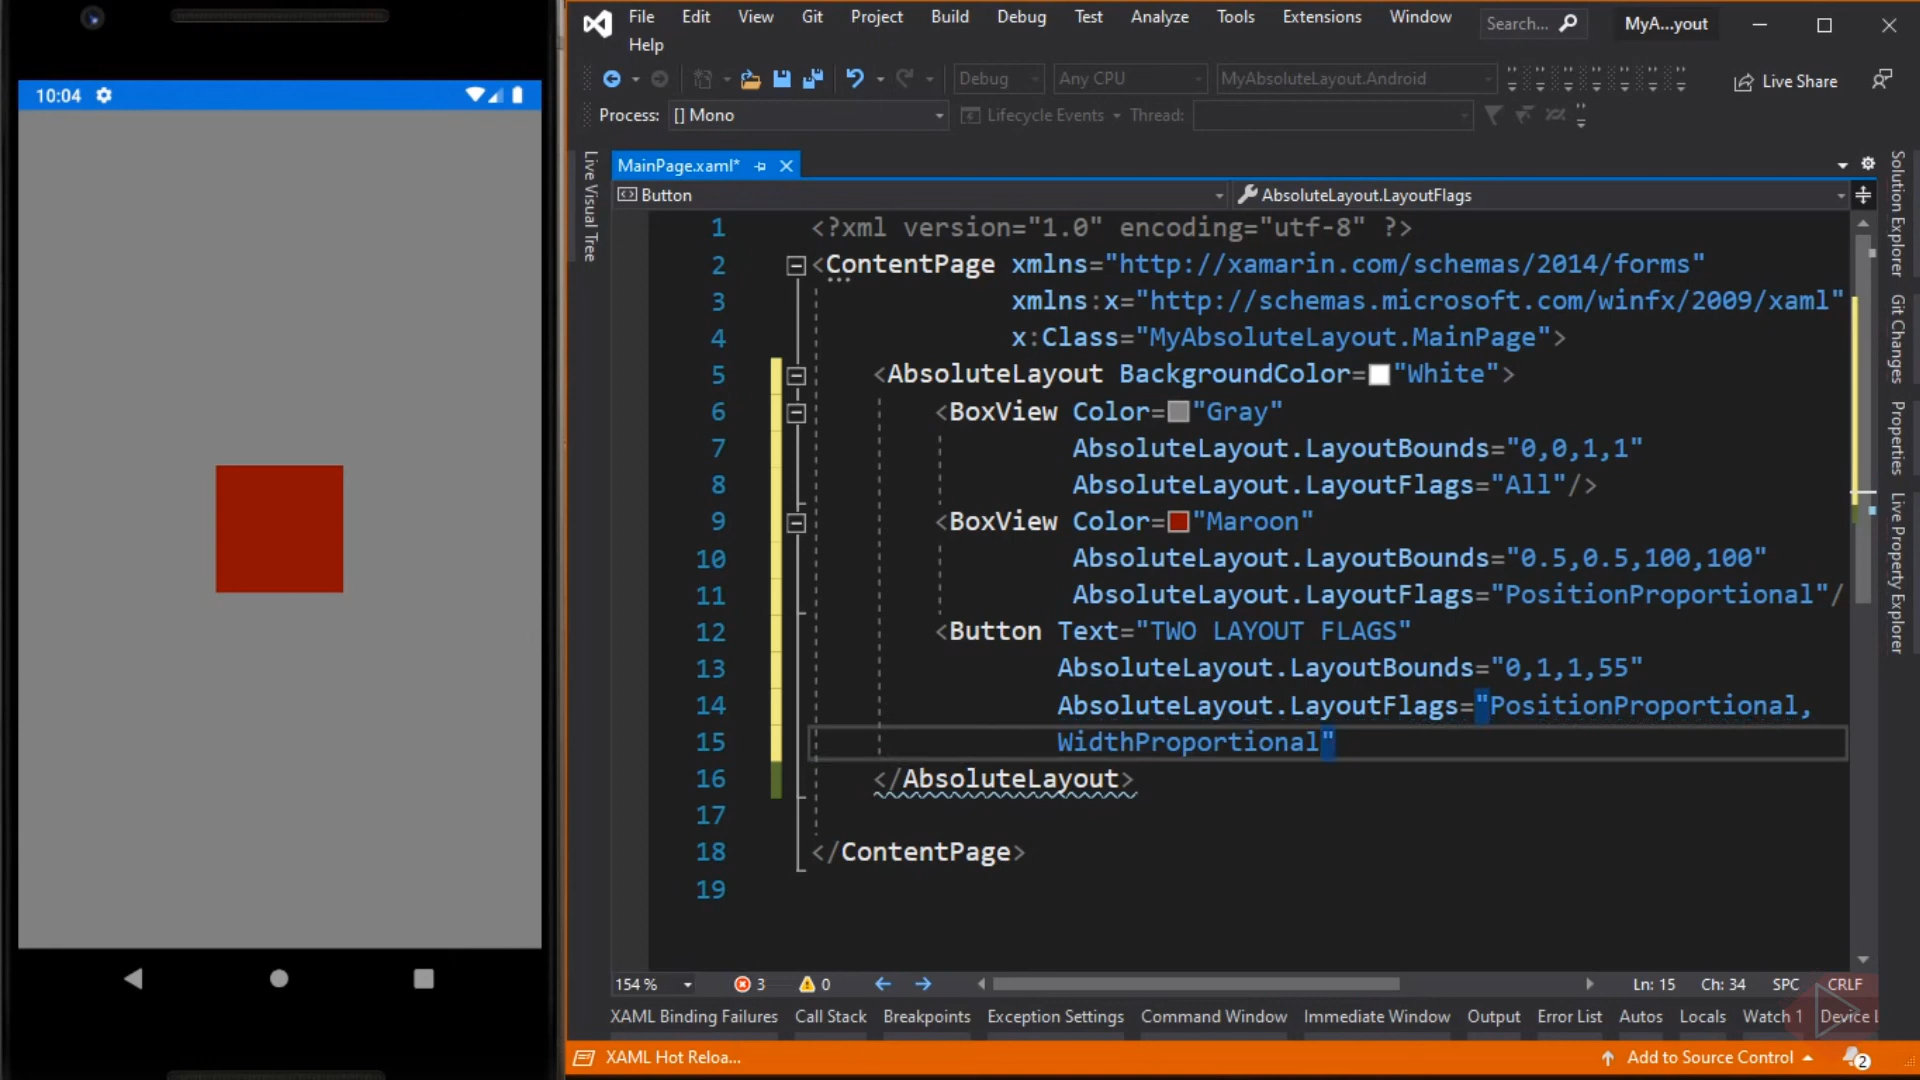 10:04
File Edit View Git Project Build Debug Test Analyze Tools Extensions Window Search... MyA...yout
Help
Debug Any CPU MyAbsoluteLayout.Android Live Share
Process: [] Mono Lifecycle Events Thread:
Live Visual Tree
MainPage.xaml*
Button AbsoluteLayout.LayoutFlags
1 <?xml version="1.0" encoding="utf-8" ?>
2 <ContentPage xmlns="http://xamarin.com/schemas/2014/forms"
3 xmlns:x="http://schemas.microsoft.com/winfx/2009/xaml"
4 x:Class="MyAbsoluteLayout.MainPage">
5 <AbsoluteLayout BackgroundColor="White">
6 <BoxView Color="Gray"
7 AbsoluteLayout.LayoutBounds="0,0,1,1"
8 AbsoluteLayout.LayoutFlags="All"/>
9 <BoxView Color="Maroon"
10 AbsoluteLayout.LayoutBounds="0.5,0.5,100,100"
11 AbsoluteLayout.LayoutFlags="PositionProportional"/
12 <Button Text="TWO LAYOUT FLAGS"
13 AbsoluteLayout.LayoutBounds="0,1,1,55"
14 AbsoluteLayout.LayoutFlags="PositionProportional,
15 WidthProportional"
16 </AbsoluteLayout>
17
18 </ContentPage>
19
Solution Explorer
Git Changes
Properties
Live Property Explorer
154 % 3 0 Ln: 15 Ch: 34 SPC CRLF
XAML Binding Failures Call Stack Breakpoints Exception Settings Command Window Immediate Window Output Error List Autos Locals Watch 1 Device L
XAML Hot Reloa... Add to Source Control 2